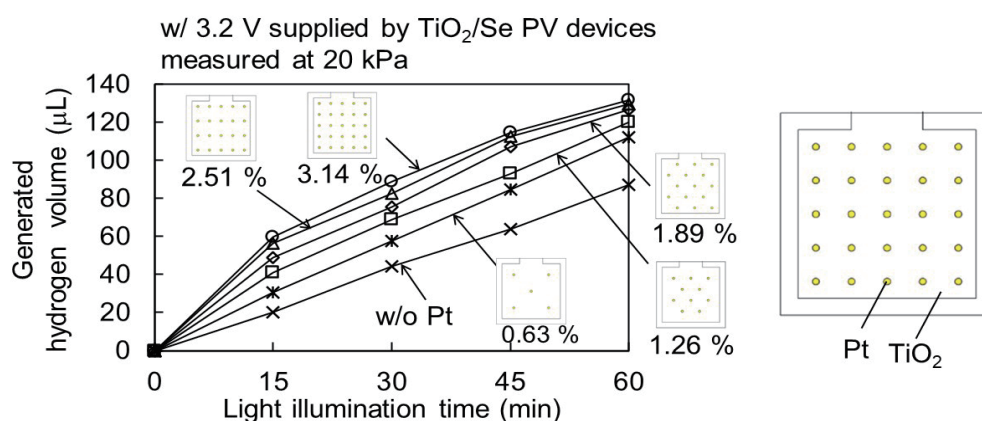 w/ 3.2 V supplied by TiO₂/Se PV devices
measured at 20 kPa
Generated
hydrogen volume (μL)
140
120
100
80
60
40
20
0
2.51 %
3.14 %
1.89 %
w/o Pt
0.63 %
1.26 %
0 15 30 45 60
Light illumination time (min)
Pt TiO₂